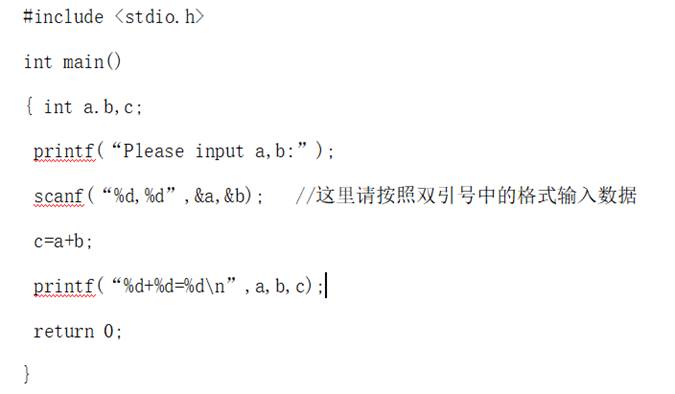 #include <stdio.h>
int main()
{ int a.b,c;
printf(“Please input a,b:”);
scanf(“%d,%d”,&a,&b);   //这里请按照双引号中的格式输入数据
c=a+b;
printf(“%d+%d=%d\n”,a,b,c);
return 0;
}